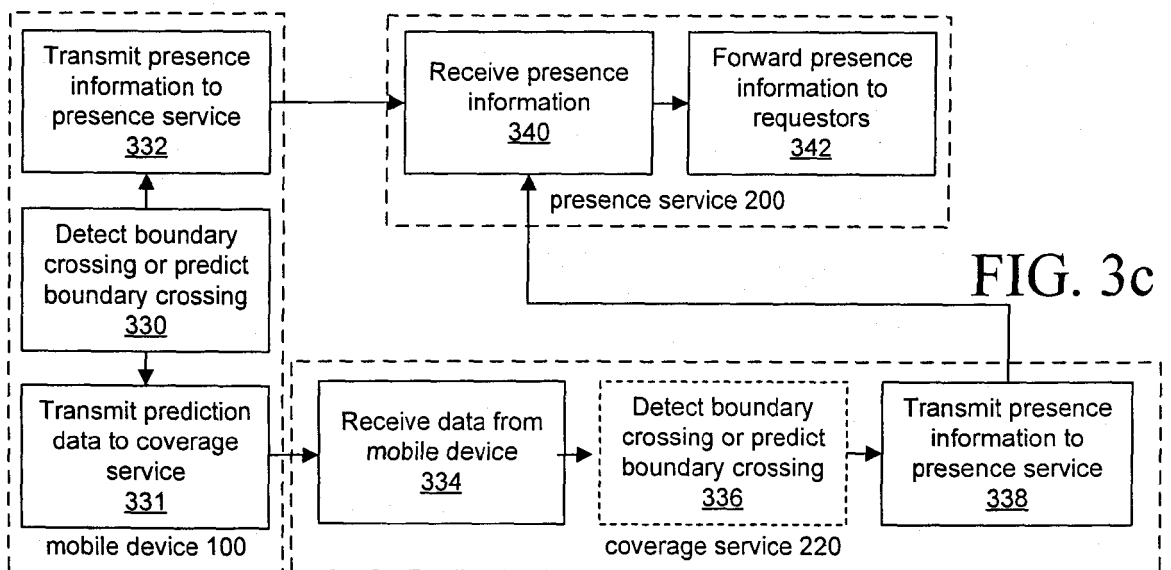 Transmit presence
information to
presence service
332
Detect boundary
crossing or predict
boundary crossing
330
Transmit prediction
data to coverage
service
331
mobile device 100
Receive presence
information
340
Forward presence
information to
requestors
342
presence service 200
FIG. 3c
Receive data from
mobile device
334
Detect boundary
crossing or predict
boundary crossing
336
Transmit presence
information to
presence service
338
coverage service 220